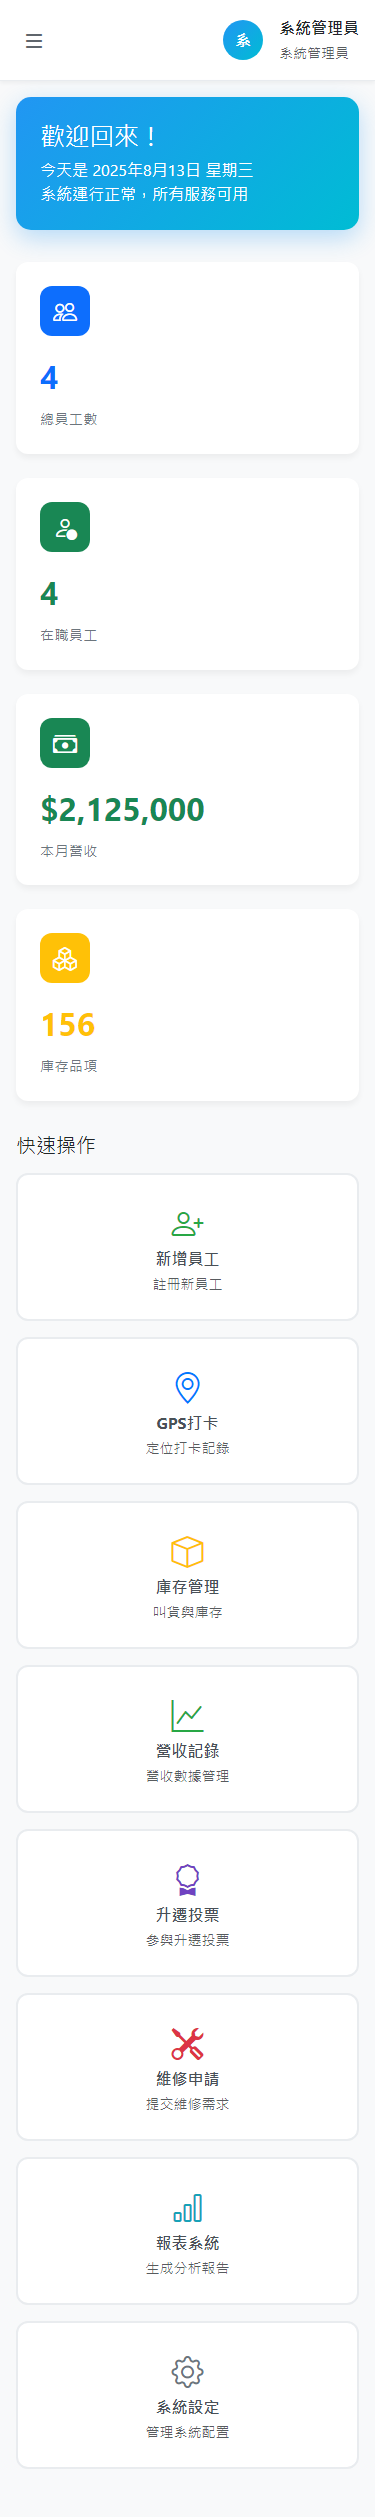 系
系統管理員
系統管理員
歡迎回來！
今天是 2025年8月13日 星期三
系統運行正常，所有服務可用
4
總員工數
4
在職員工
$2,125,000
本月營收
156
庫存品項
快速操作
新增員工
註冊新員工
GPS打卡
定位打卡記錄
庫存管理
叫貨與庫存
營收記錄
營收數據管理
升遷投票
參與升遷投票
維修申請
提交維修需求
報表系統
生成分析報告
系統設定
管理系統配置